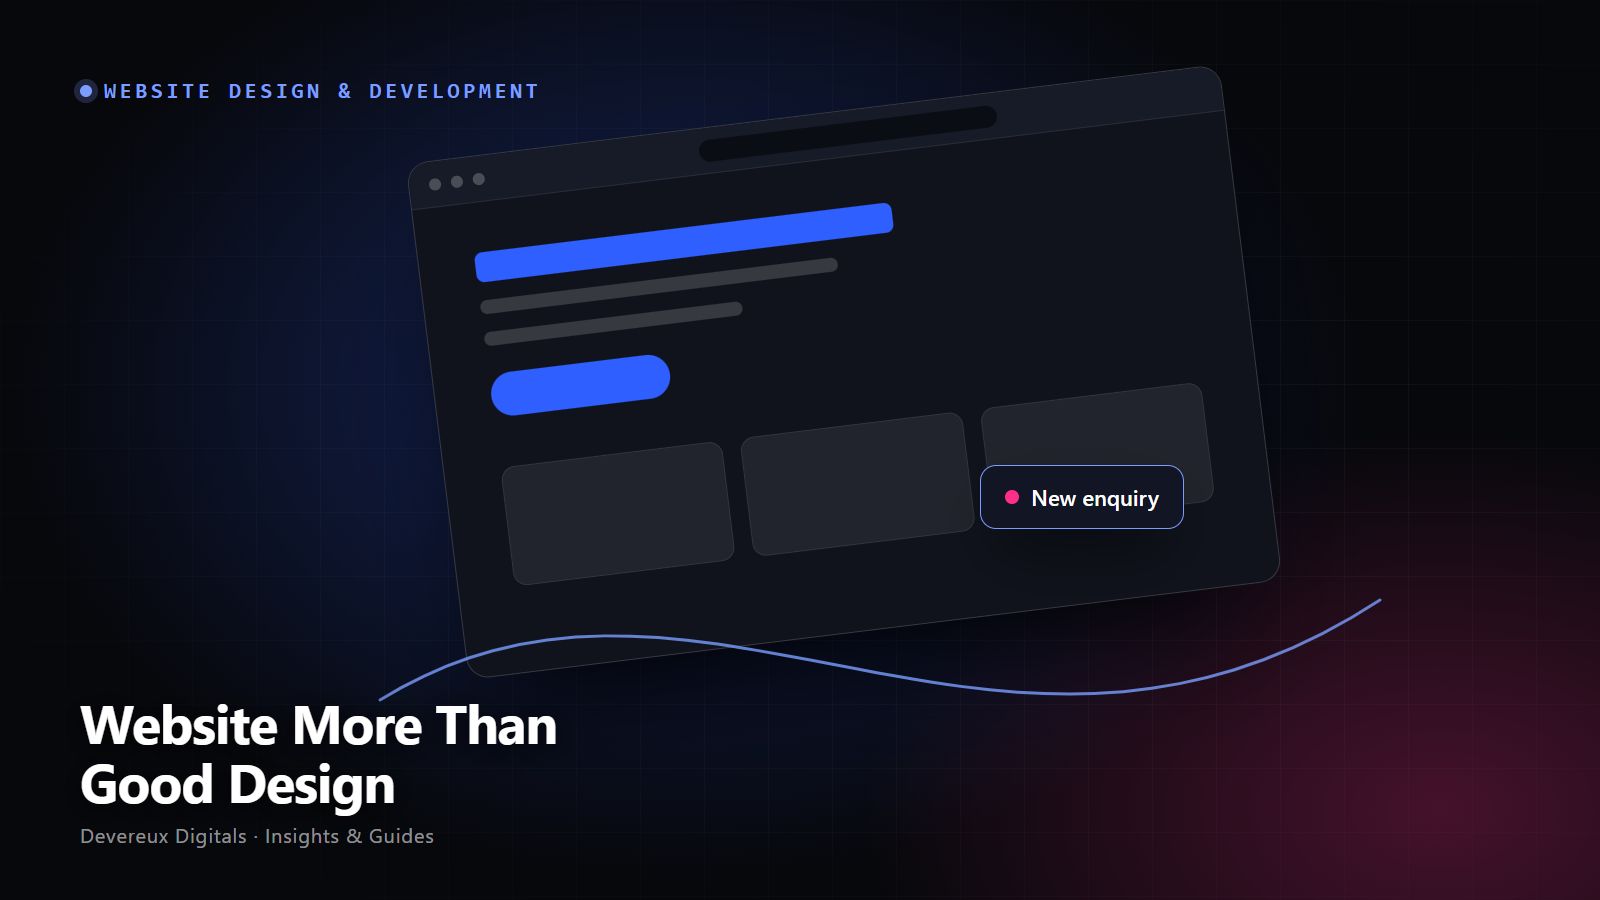 WEBSITE DESIGN & DEVELOPMENT
New enquiry
Website More Than
Good Design
Devereux Digitals · Insights & Guides